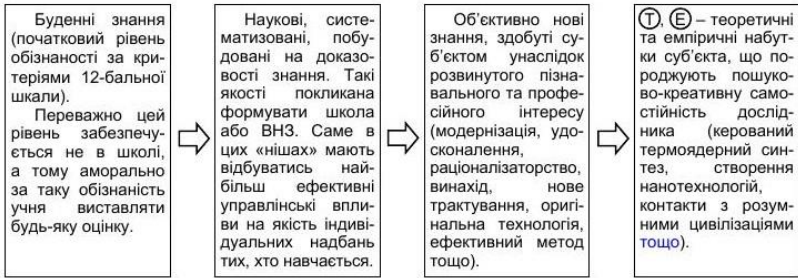 Буденні знання
(початковий рівень
обізнаності за кри-
теріями 12-бальної
шкали).
Переважно цей
рівень забезпечу-
ється не в школі,
а тому аморально
за таку обізнаність
учня виставляти
будь-яку оцінку.
Наукові, систе-
матизовані, побу-
довані на доказо-
вості знання. Такі
якості покликана
формувати школа
або ВНЗ. Саме в
цих «нішах» мають
відбуватись най-
більш ефективні
управлінські впли-
ви на якість індиві-
дуальних надбань
тих, хто навчається.
Об’єктивно нові
знання, здобуті су-
б’єктом унаслідок
розвинутого пізна-
вального та профе-
сійного інтересу
(модернізація, удо-
сконалення,
раціоналізаторство,
винахід, нове
трактування, оригі-
нальна технологія,
ефективний метод
тощо).
Ⓣ, Ⓔ – теоретичні
та емпіричні набут-
ки суб’єкта, що по-
роджують пошуко-
во-креативну само-
стійність дослід-
ника (керований
термоядерний син-
тез, створення
нанотехнологій,
контакти з розум-
ними цивілізаціями
тощо).